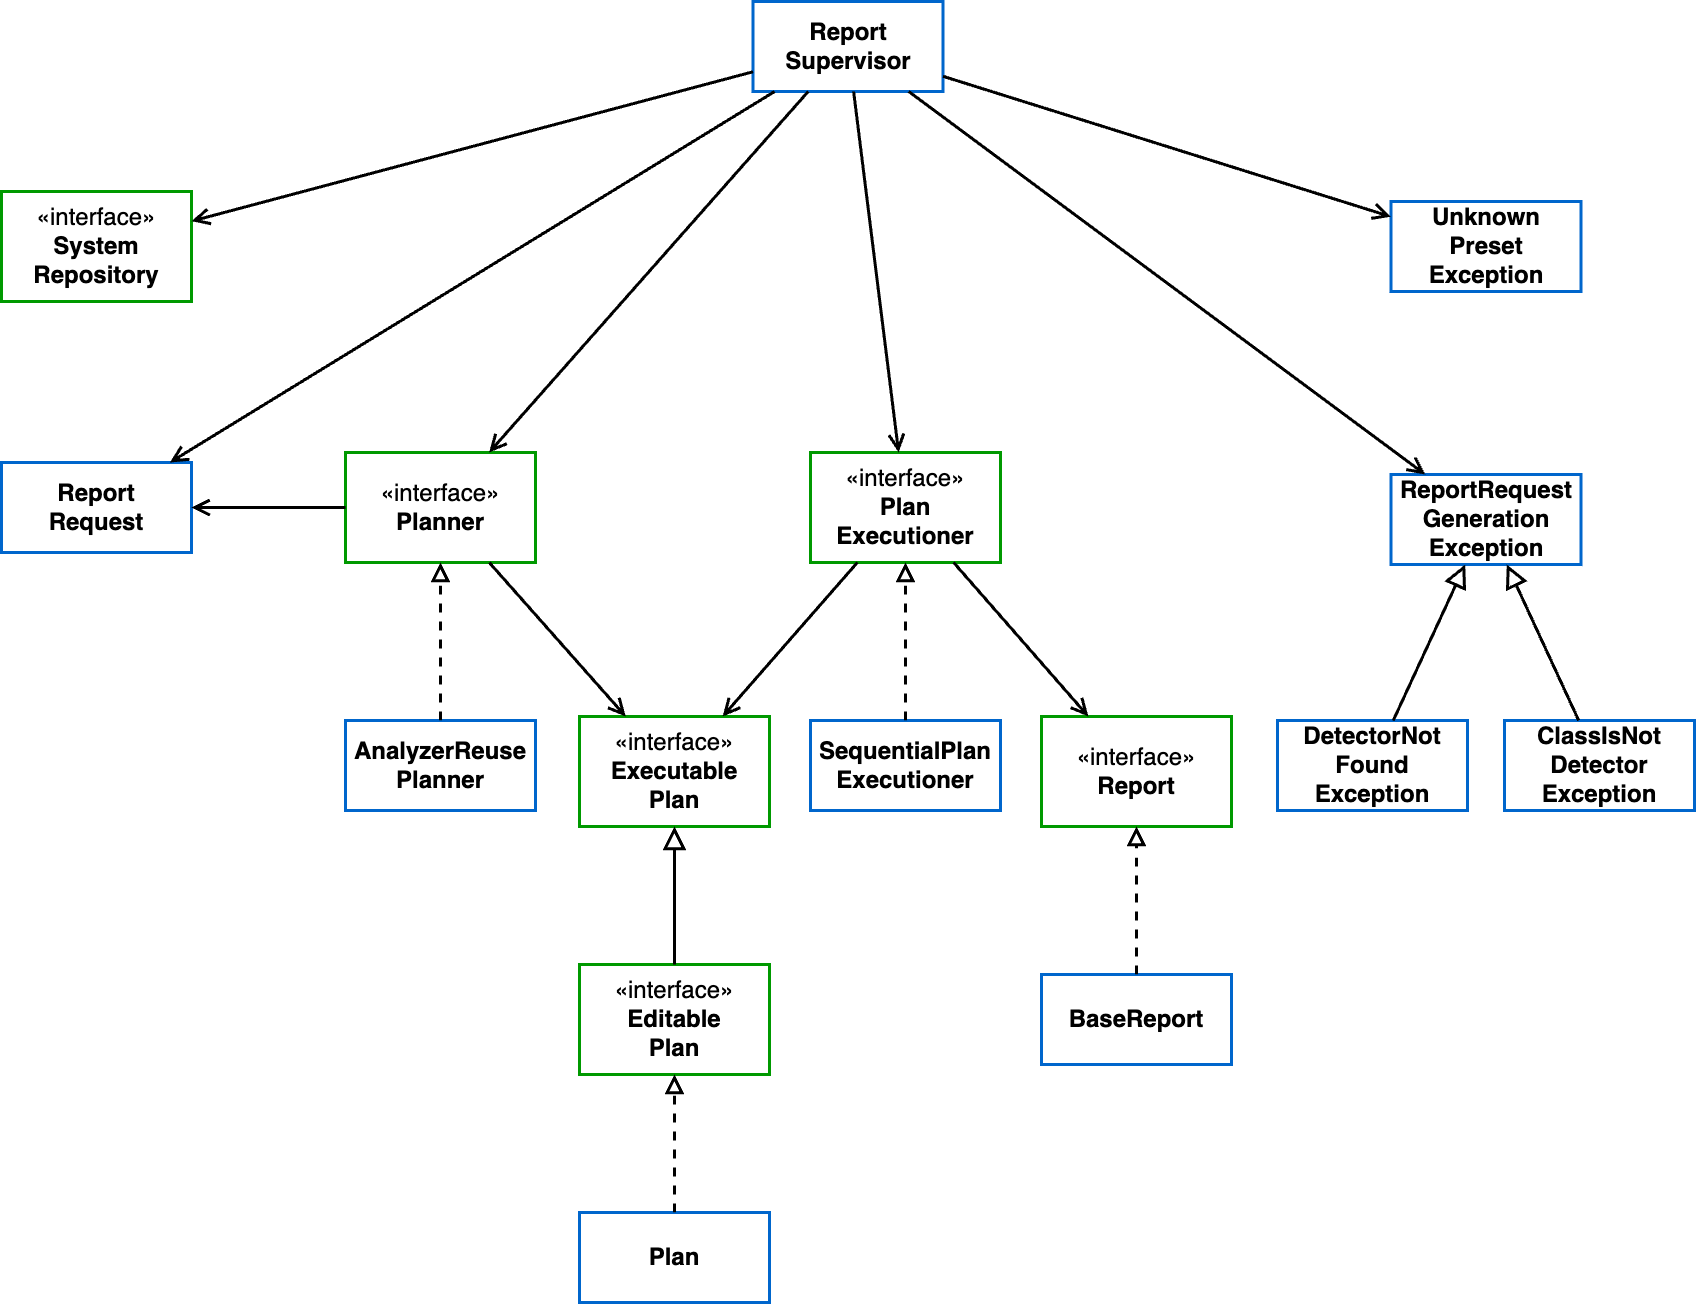 Report
Supervisor
«interface»
System
Repository
Unknown
Preset
Exception
Report
Request
«interface»
Planner
«interface»
Plan
Executioner
ReportRequest
Generation
Exception
AnalyzerReuse
Planner
«interface»
Executable
Plan
SequentialPlan
Executioner
«interface»
Report
DetectorNot
Found
Exception
ClassIsNot
Detector
Exception
«interface»
Editable
Plan
BaseReport
Plan